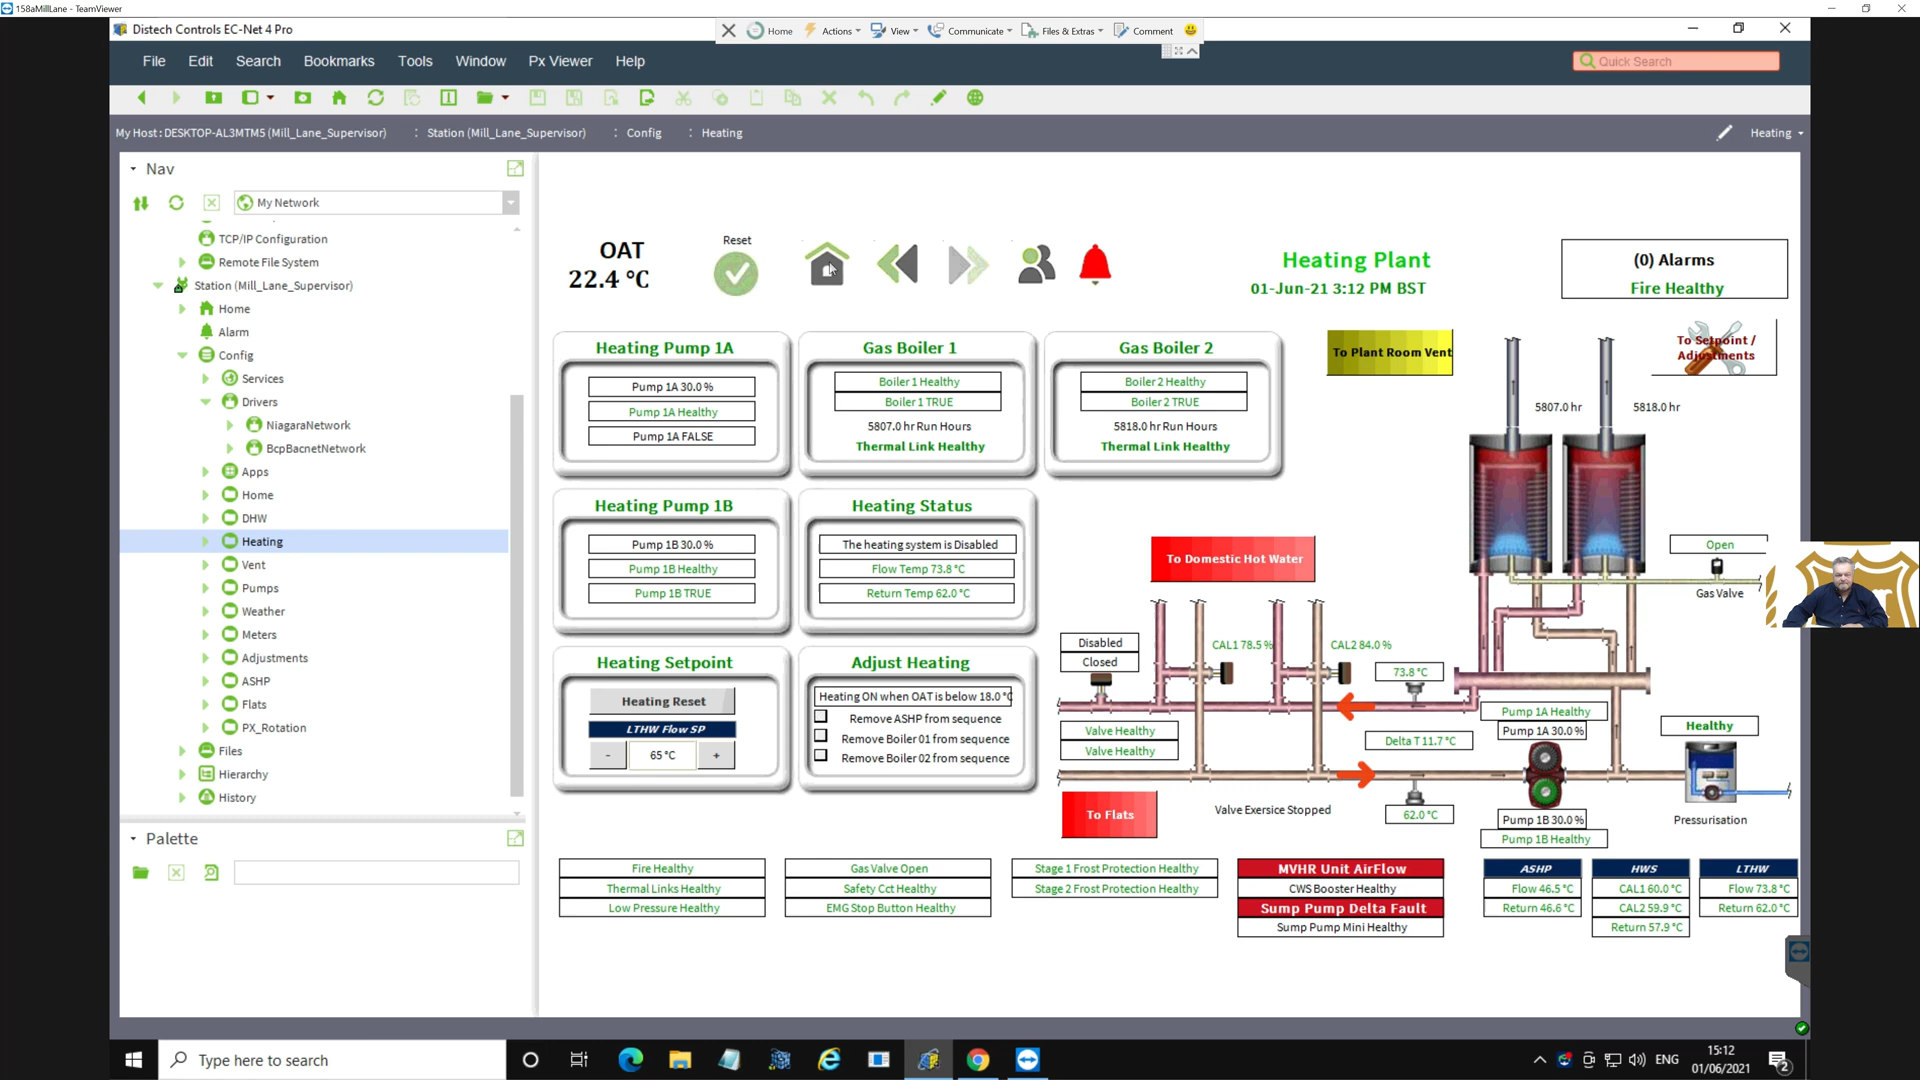 158aMillLane - TeamViewer
Distech Controls EC-Net 4 Pro
Home Actions View Communicate Files & Extras Comment
File Edit Search Bookmarks Tools Window Px Viewer Help
Quick Search
My Host : DESKTOP-AL3MTM5 (Mill_Lane_Supervisor) : Station (Mill_Lane_Supervisor) : Config : Heating
Heating
Nav
My Network
TCP/IP Configuration
Remote File System
Station (Mill_Lane_Supervisor)
Home
Alarm
Config
Services
Drivers
NiagaraNetwork
BcpBacnetNetwork
Apps
Home
DHW
Heating
Vent
Pumps
Weather
Meters
Adjustments
ASHP
Flats
PX_Rotation
Files
Hierarchy
History
Palette
OAT
22.4 °C
Reset
Heating Plant
01-Jun-21 3:12 PM BST
(0) Alarms
Fire Healthy
Heating Pump 1A
Pump 1A 30.0 %
Pump 1A Healthy
Pump 1A FALSE
Gas Boiler 1
Boiler 1 Healthy
Boiler 1 TRUE
5807.0 hr Run Hours
Thermal Link Healthy
Gas Boiler 2
Boiler 2 Healthy
Boiler 2 TRUE
5818.0 hr Run Hours
Thermal Link Healthy
To Plant Room Vent
To Setpoint /
Adjustments
5807.0 hr
5818.0 hr
Heating Pump 1B
Pump 1B 30.0 %
Pump 1B Healthy
Pump 1B TRUE
Heating Status
The heating system is Disabled
Flow Temp 73.8 °C
Return Temp 62.0 °C
To Domestic Hot Water
Open
Gas Valve
Heating Setpoint
Heating Reset
LTHW Flow SP
- 65 °C +
Adjust Heating
Heating ON when OAT is below 18.0 °C
Remove ASHP from sequence
Remove Boiler 01 from sequence
Remove Boiler 02 from sequence
Disabled
Closed
CAL1 78.5 %
CAL2 84.0 %
73.8 °C
Valve Healthy
Valve Healthy
Delta T 11.7 °C
Pump 1A Healthy
Pump 1A 30.0 %
Healthy
To Flats
Valve Exersice Stopped
62.0 °C
Pump 1B 30.0 %
Pump 1B Healthy
Pressurisation
Fire Healthy
Thermal Links Healthy
Low Pressure Healthy
Gas Valve Open
Safety Cct Healthy
EMG Stop Button Healthy
Stage 1 Frost Protection Healthy
Stage 2 Frost Protection Healthy
MVHR Unit AirFlow
CWS Booster Healthy
Sump Pump Delta Fault
Sump Pump Mini Healthy
ASHP
Flow 46.5 °C
Return 46.6 °C
HWS
CAL1 60.0 °C
CAL2 59.9 °C
Return 57.9 °C
LTHW
Flow 73.8 °C
Return 62.0 °C
Type here to search
ENG
15:12
01/06/2021
2